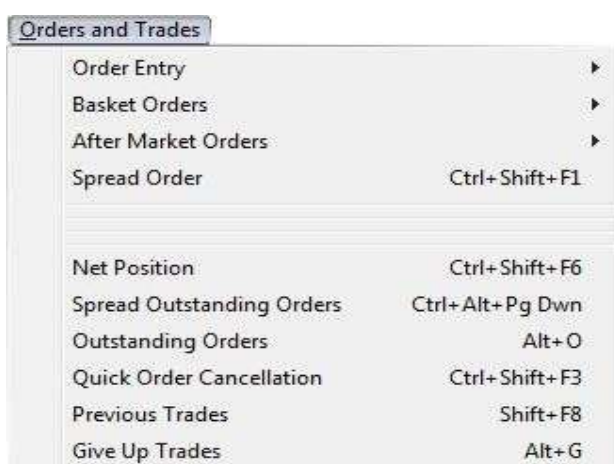 Orders and Trades
Order Entry
Basket Orders
After Market Orders
Spread Order Ctrl+Shift+F1
Net Position Ctrl+Shift+F6
Spread Outstanding Orders Ctrl+Alt+Pg Dwn
Outstanding Orders Alt+O
Quick Order Cancellation Ctrl+Shift+F3
Previous Trades Shift+F8
Give Up Trades Alt+G